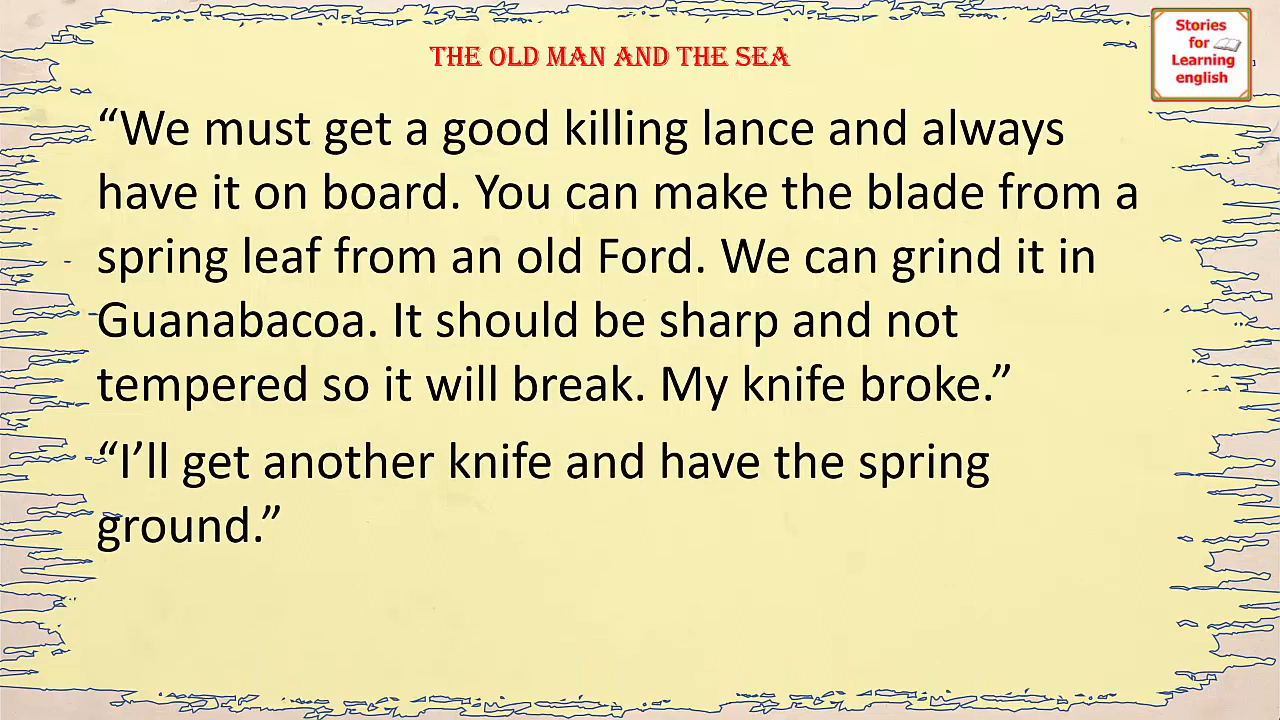 THE OLD MAN AND THE SEA
Stories
for
Learning
english
“We must get a good killing lance and always
have it on board. You can make the blade from a
spring leaf from an old Ford. We can grind it in
Guanabacoa. It should be sharp and not
tempered so it will break. My knife broke.”
“I’ll get another knife and have the spring
ground.”